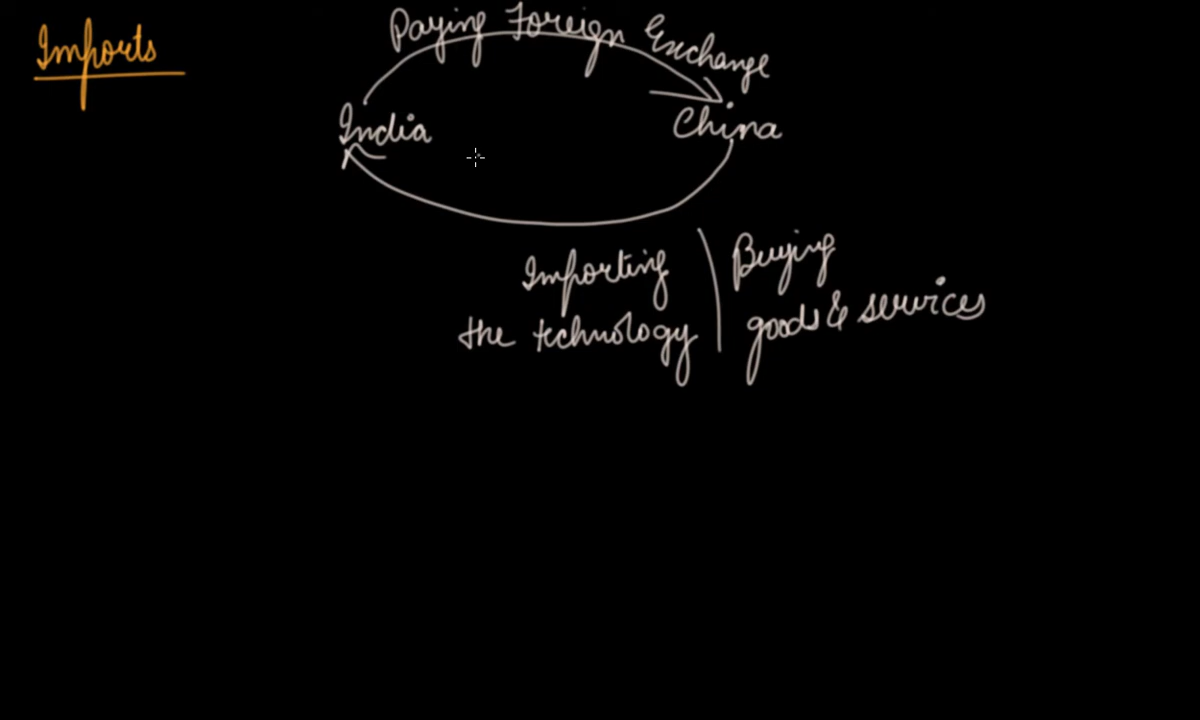 Imports
Paying Foreign Exchange
India
China
Importing
the technology
Buying
goods & services